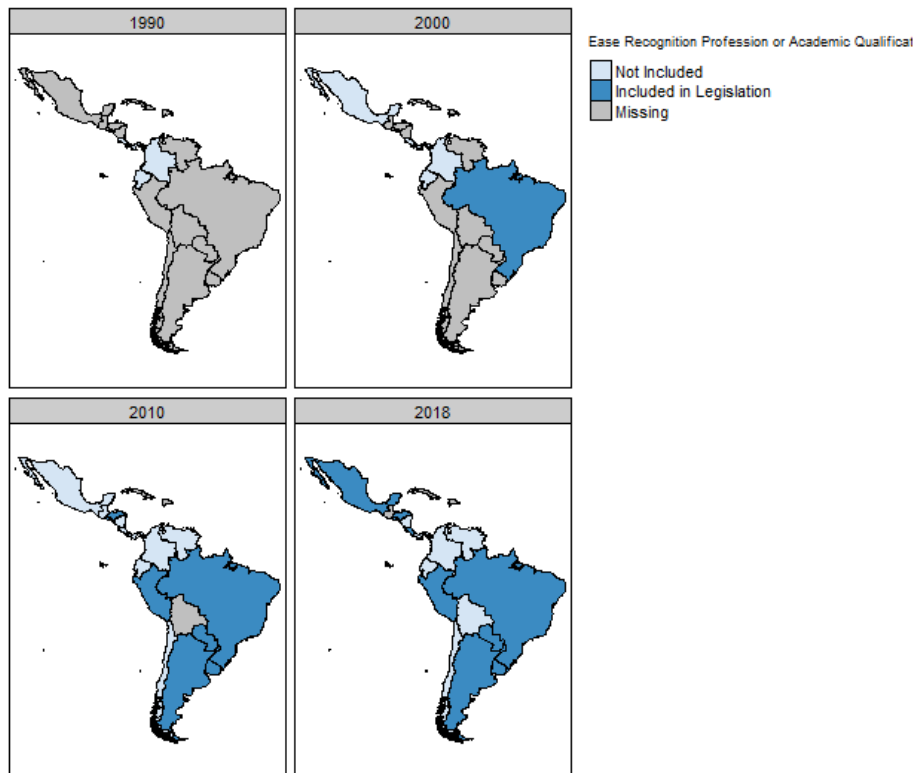 1990
2000
Ease Recognition Profession or Academic Qualificat
Not Included
Included in Legislation
Missing
2010
2018